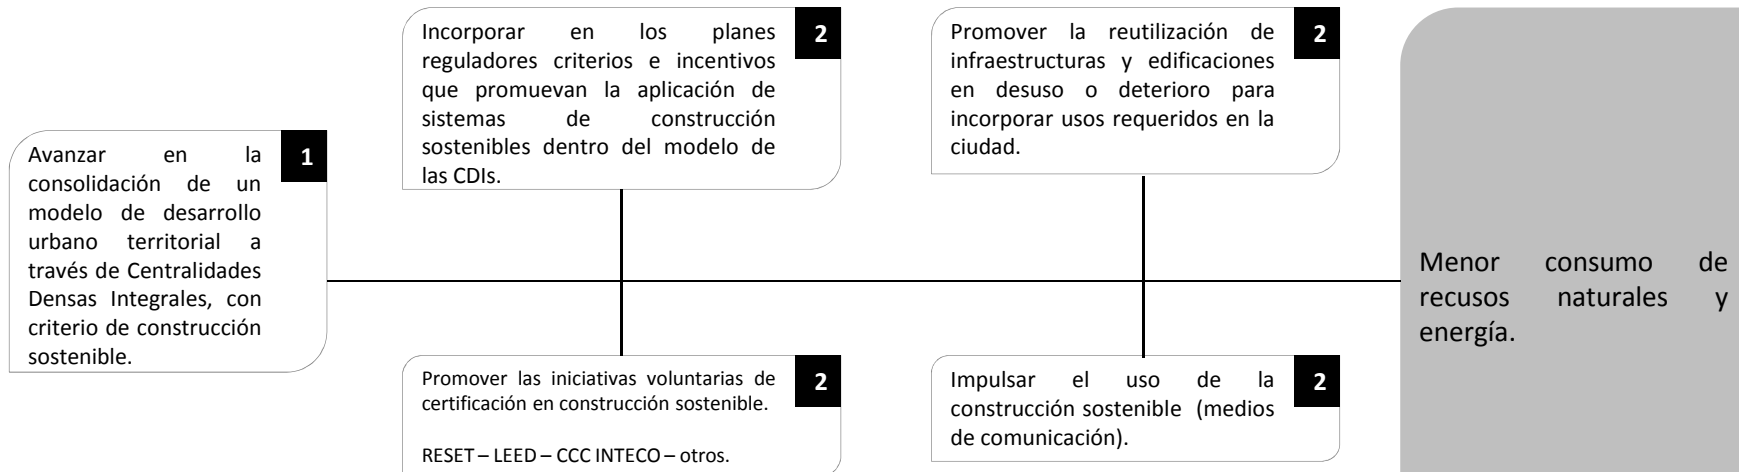 Avanzar en la
consolidación de un
modelo de desarrollo
urbano territorial a
través de Centralidades
Densas Integrales, con
criterio de construcción
sostenible.
1
Incorporar en los planes
reguladores criterios e incentivos
que promuevan la aplicación de
sistemas de construcción
sostenibles dentro del modelo de
las CDIs.
2
Promover las iniciativas voluntarias de
certificación en construcción sostenible.
RESET – LEED – CCC INTECO – otros.
2
Promover la reutilización de
infraestructuras y edificaciones
en desuso o deterioro para
incorporar usos requeridos en la
ciudad.
2
Impulsar el uso de la
construcción sostenible (medios
de comunicación).
2
Menor consumo de
recusos naturales y
energía.